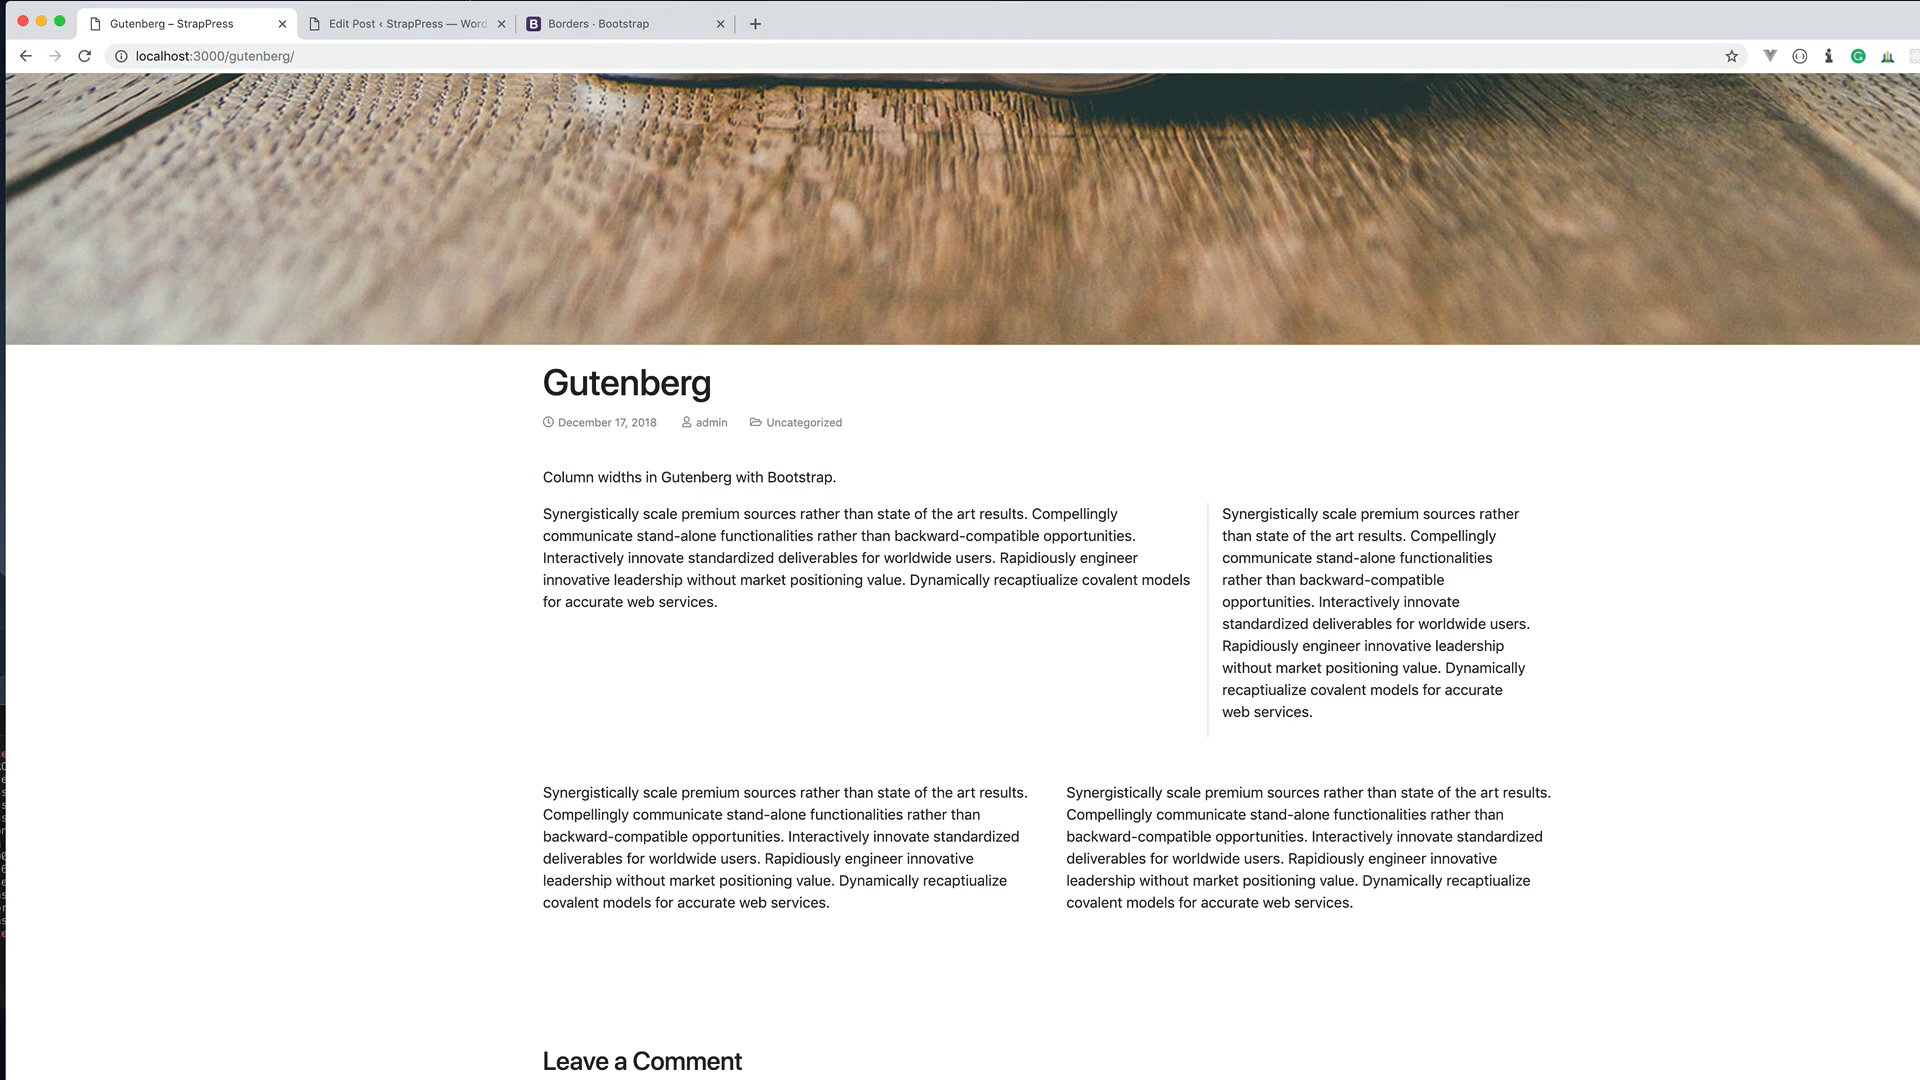 Gutenberg – StrapPress
Edit Post ‹ StrapPress — Word
B Borders · Bootstrap
localhost:3000/gutenberg/
Gutenberg
December 17, 2018 admin Uncategorized
Column widths in Gutenberg with Bootstrap.
Synergistically scale premium sources rather than state of the art results. Compellingly
communicate stand-alone functionalities rather than backward-compatible opportunities.
Interactively innovate standardized deliverables for worldwide users. Rapidiously engineer
innovative leadership without market positioning value. Dynamically recaptiualize covalent models
for accurate web services.
Synergistically scale premium sources rather
than state of the art results. Compellingly
communicate stand-alone functionalities
rather than backward-compatible
opportunities. Interactively innovate
standardized deliverables for worldwide users.
Rapidiously engineer innovative leadership
without market positioning value. Dynamically
recaptiualize covalent models for accurate
web services.
Synergistically scale premium sources rather than state of the art results.
Compellingly communicate stand-alone functionalities rather than
backward-compatible opportunities. Interactively innovate standardized
deliverables for worldwide users. Rapidiously engineer innovative
leadership without market positioning value. Dynamically recaptiualize
covalent models for accurate web services.
Synergistically scale premium sources rather than state of the art results.
Compellingly communicate stand-alone functionalities rather than
backward-compatible opportunities. Interactively innovate standardized
deliverables for worldwide users. Rapidiously engineer innovative
leadership without market positioning value. Dynamically recaptiualize
covalent models for accurate web services.
Leave a Comment